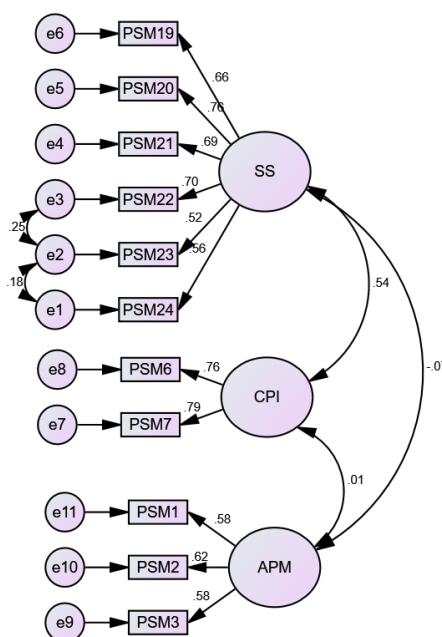 e6 PSM19
.66
e5 PSM20
.76
e4 PSM21 .69
SS
e3 PSM22 .70
.25 .52
e2 PSM23 .56
.18 .54
e1 PSM24
e8 PSM6 .76
-.07
CPI
e7 PSM7 .79
.01
e11 PSM1 .58
e10 PSM2 .62 APM
e9 PSM3 .58